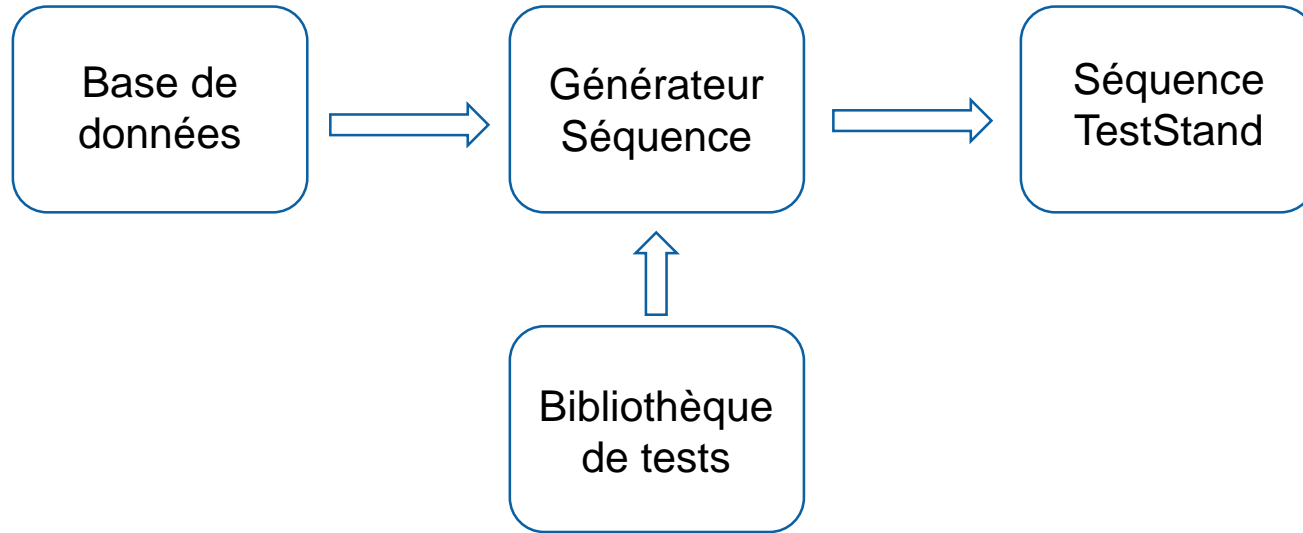 Base de
données
Générateur
Séquence
Séquence
TestStand
Bibliothèque
de tests